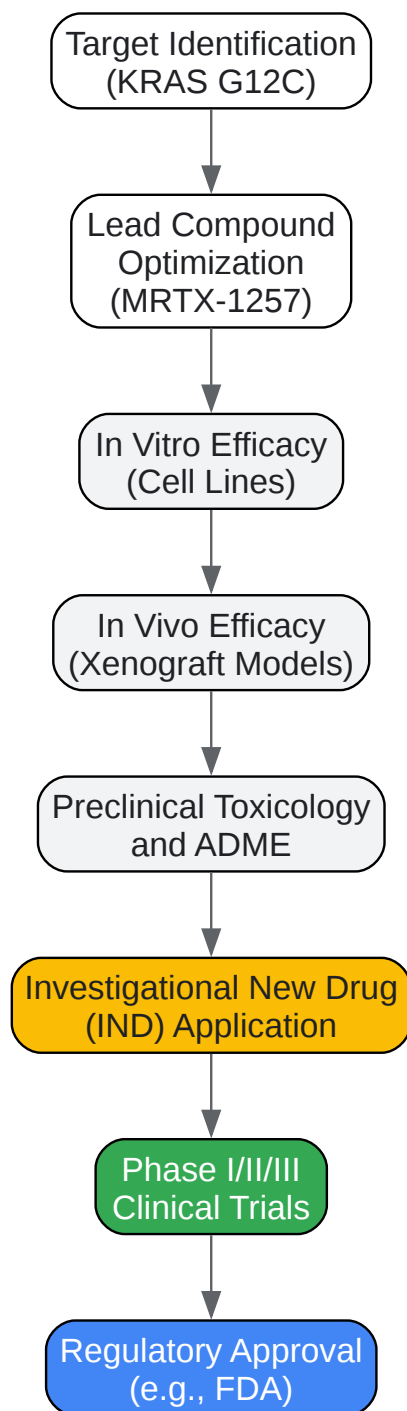 Target Identification
(KRAS G12C)
Lead Compound
Optimization
(MRTX-1257)
In Vitro Efficacy
(Cell Lines)
In Vivo Efficacy
(Xenograft Models)
Preclinical Toxicology
and ADME
Investigational New Drug
(IND) Application
Phase I/II/III
Clinical Trials
Regulatory Approval
(e.g., FDA)